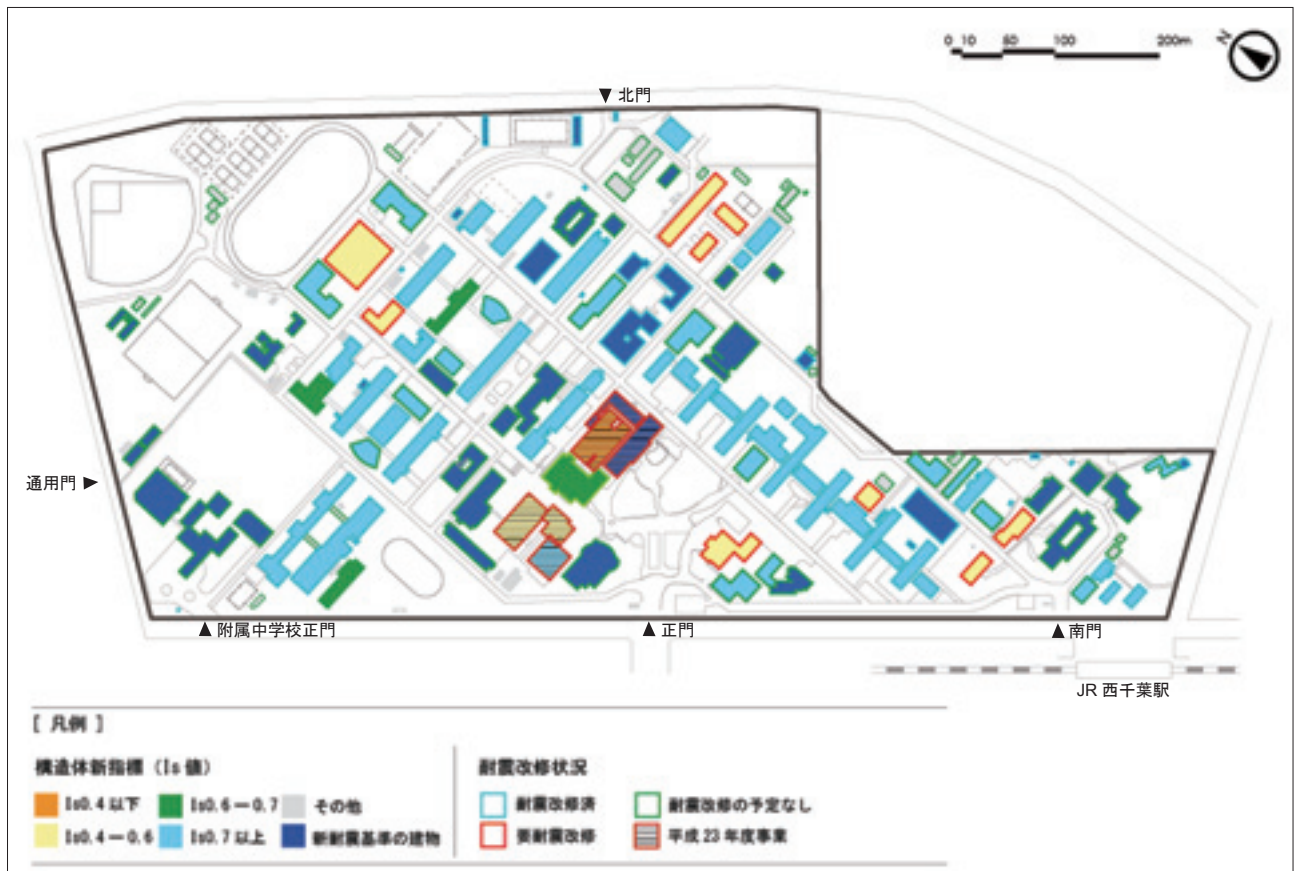 0 10 50 100 200m
N
▼ 北門
通用門 ▶
▲ 附属中学校正門
▲ 正門
▲ 南門
JR 西千葉駅
[ 凡例 ]
構造体新指標 (Is 値)
Is0.4 以下
Is0.6 ー 0.7
その他
Is0.4 ー 0.6
Is0.7 以上
新耐震基準の建物
耐震改修状況
耐震改修済
耐震改修の予定なし
要耐震改修
平成 23 年度事業